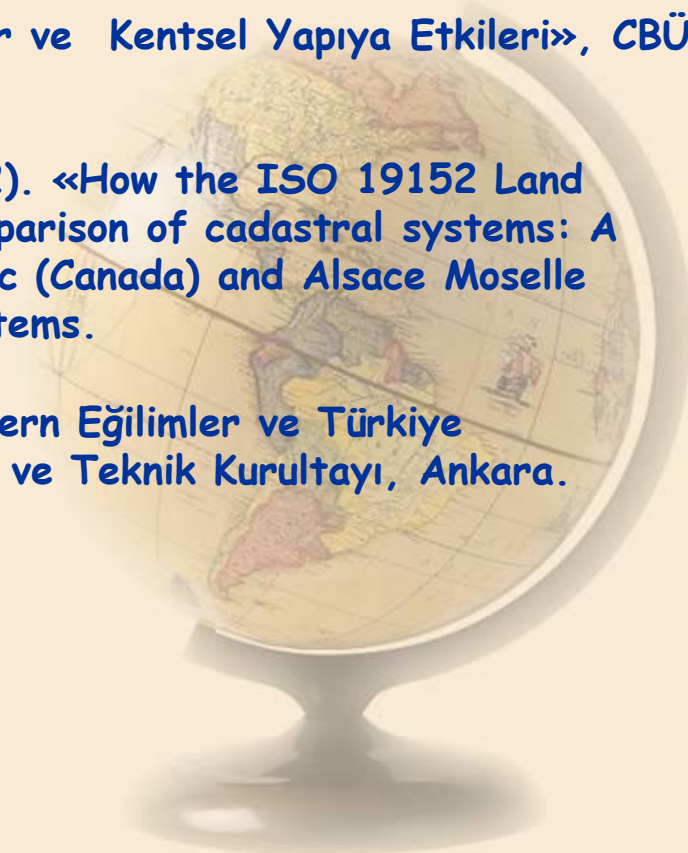 r ve Kentsel Yapıya Etkileri», CBÜ
2). «How the ISO 19152 Land
parison of cadastral systems: A
c (Canada) and Alsace Moselle
tems.
ern Eğilimler ve Türkiye
ve Teknik Kurultayı, Ankara.